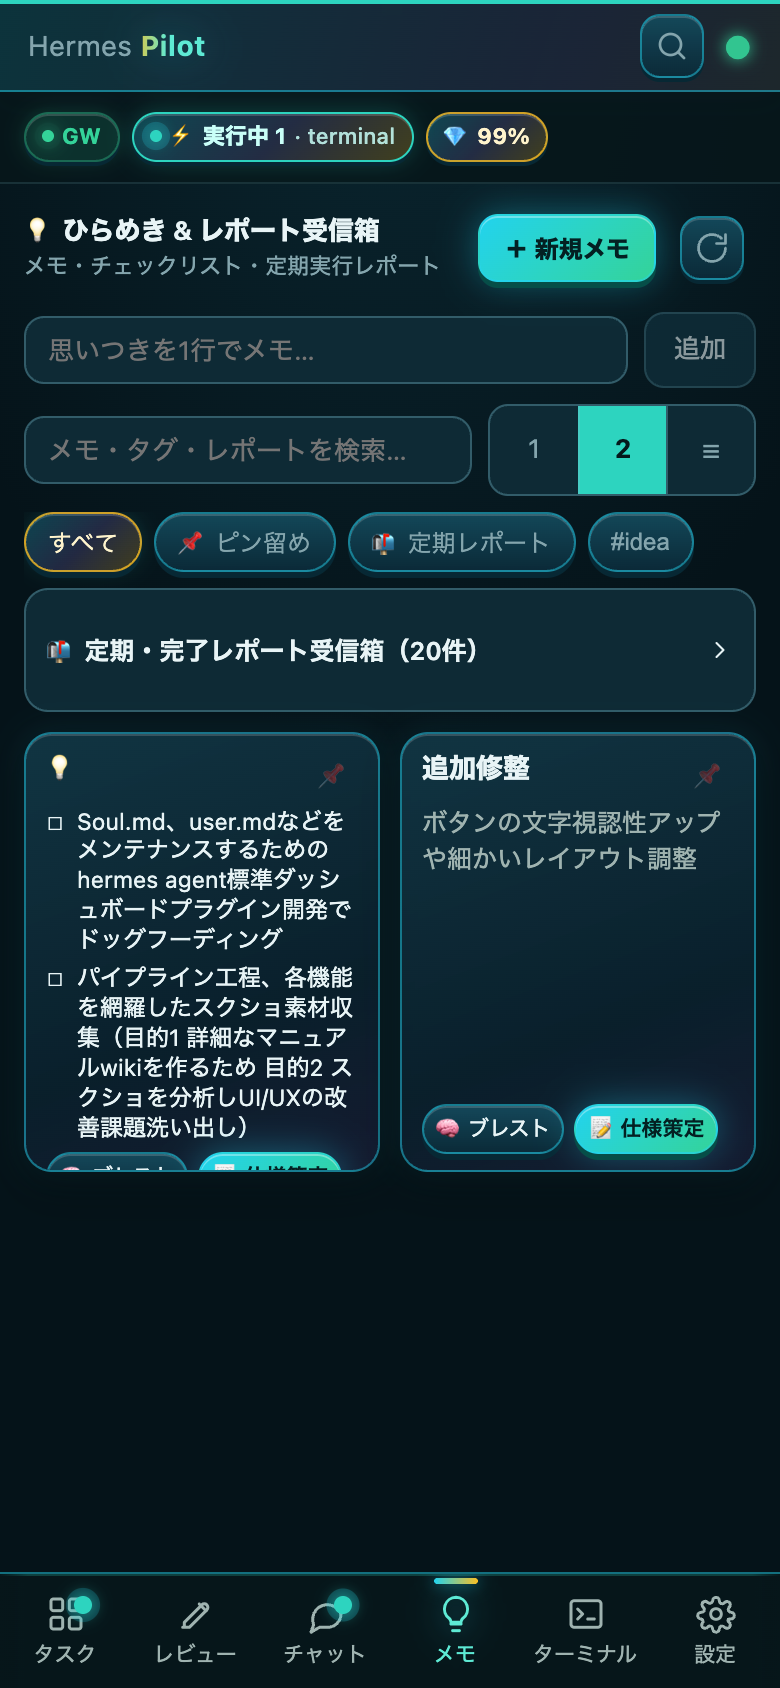 Hermes Pilot
GW
実行中 1 · terminal
99%
ひらめき & レポート受信箱
メモ・チェックリスト・定期実行レポート
+ 新規メモ
思いつきを1行でメモ...
追加
メモ・タグ・レポートを検索...
1
2
≡
すべて
ピン留め
定期レポート
#idea
定期・完了レポート受信箱（20件）
Soul.md、user.mdなどを
メンテナンスするための
hermes agent標準ダッシ
ュボードプラグイン開発で
ドッグフーディング
パイプライン工程、各機能
を網羅したスクショ素材収
集（目的1 詳細なマニュア
ルwikiを作るため 目的2 ス
クショを分析しUI/UXの改
善課題洗い出し）
ブレスト
仕様策定
追加修整
ボタンの文字視認性アップ
や細かいレイアウト調整
ブレスト
仕様策定
タスク
レビュー
チャット
メモ
ターミナル
設定